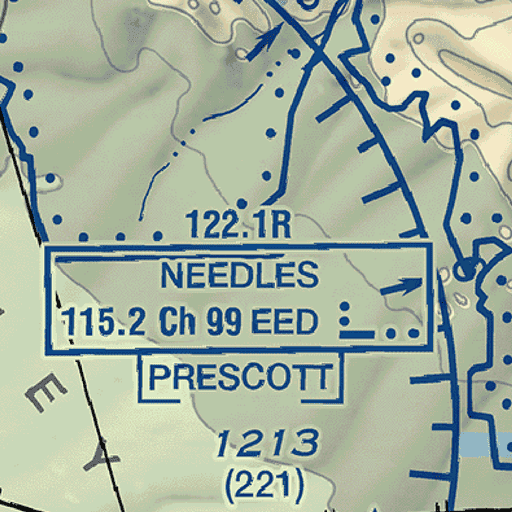 122.1R
NEEDLES
115.2 Ch 99 EED
PRESCOTT
1213
(221)
E
Y